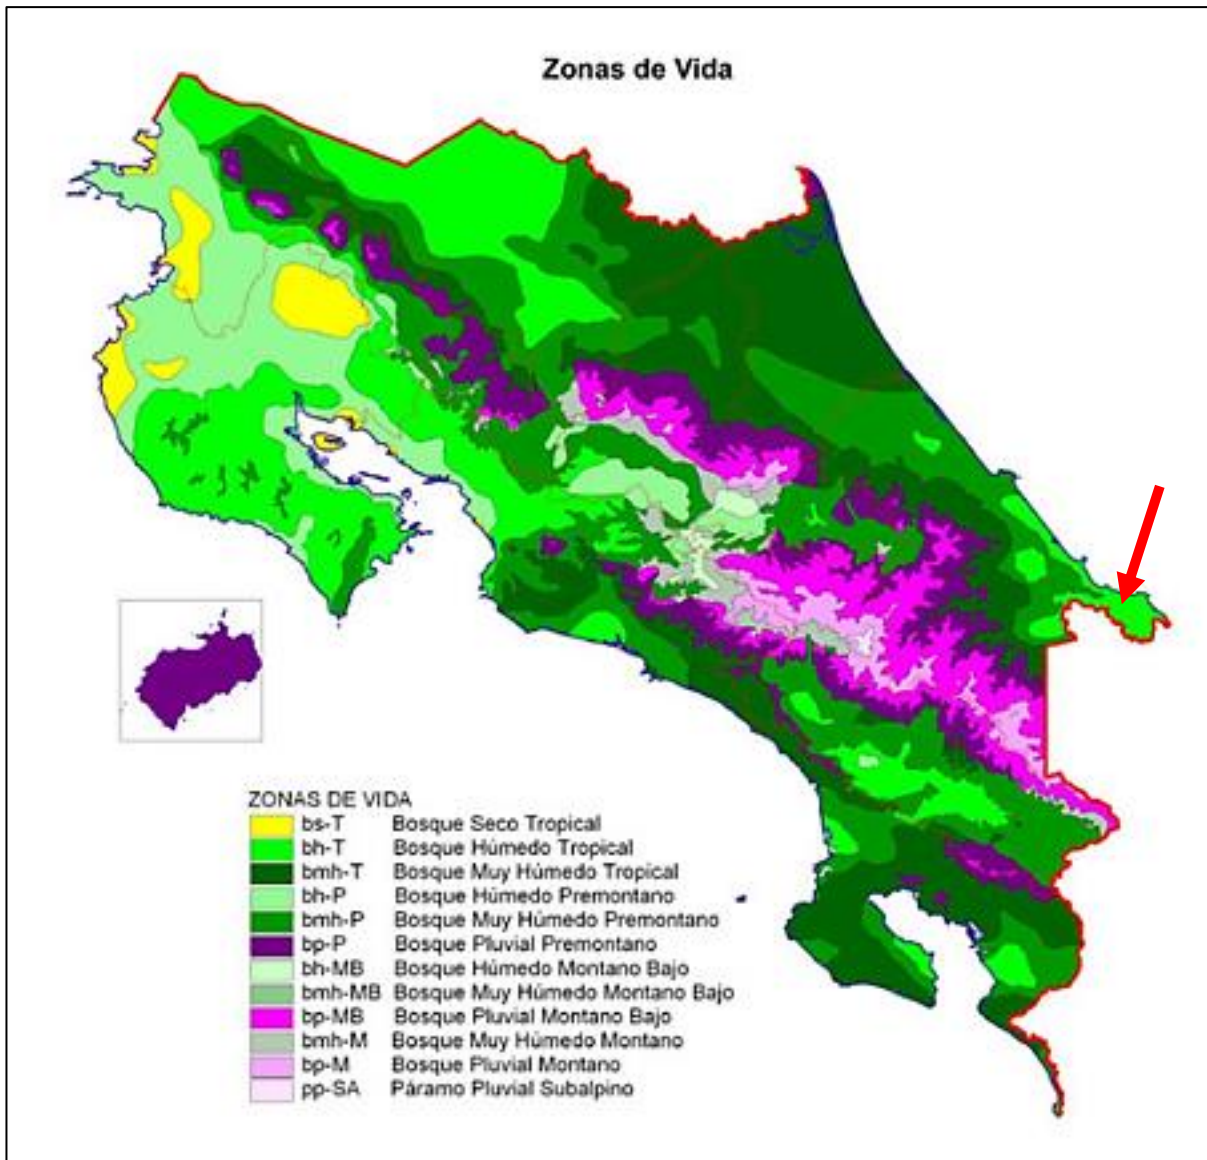 Zonas de Vida
ZONAS DE VIDA
bs-T Bosque Seco Tropical
bh-T Bosque Húmedo Tropical
bmh-T Bosque Muy Húmedo Tropical
bh-P Bosque Húmedo Premontano
bmh-P Bosque Muy Húmedo Premontano
bp-P Bosque Pluvial Premontano
bh-MB Bosque Húmedo Montano Bajo
bmh-MB Bosque Muy Húmedo Montano Bajo
bp-MB Bosque Pluvial Montano Bajo
bmh-M Bosque Muy Húmedo Montano
bp-M Bosque Pluvial Montano
pp-SA Páramo Pluvial Subalpino